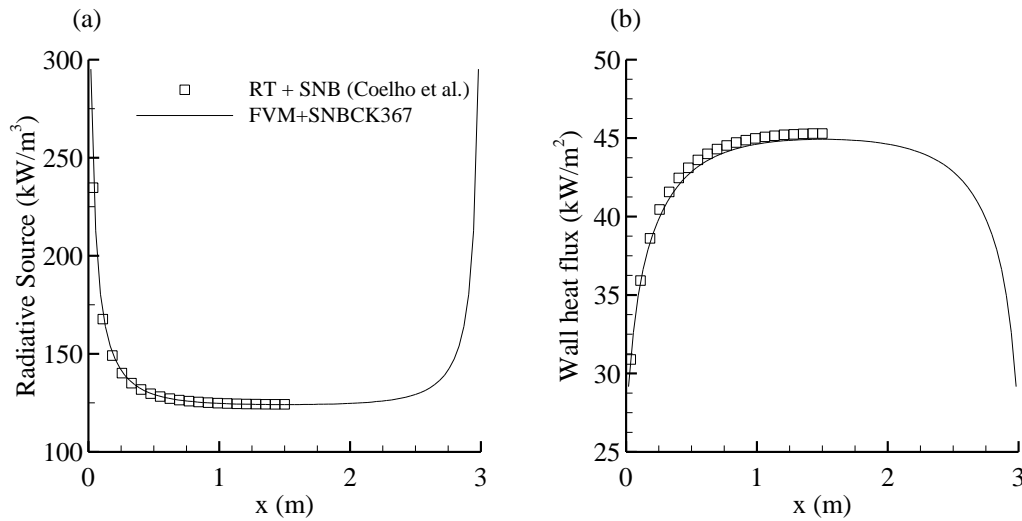 (a)
300
250
200
150
100
Radiative Source (kW/m³)
RT + SNB (Coelho et al.)
FVM+SNBCK367
0
1
2
3
x (m)
(b)
50
45
40
35
30
25
Wall heat flux (kW/m²)
0
1
2
3
x (m)